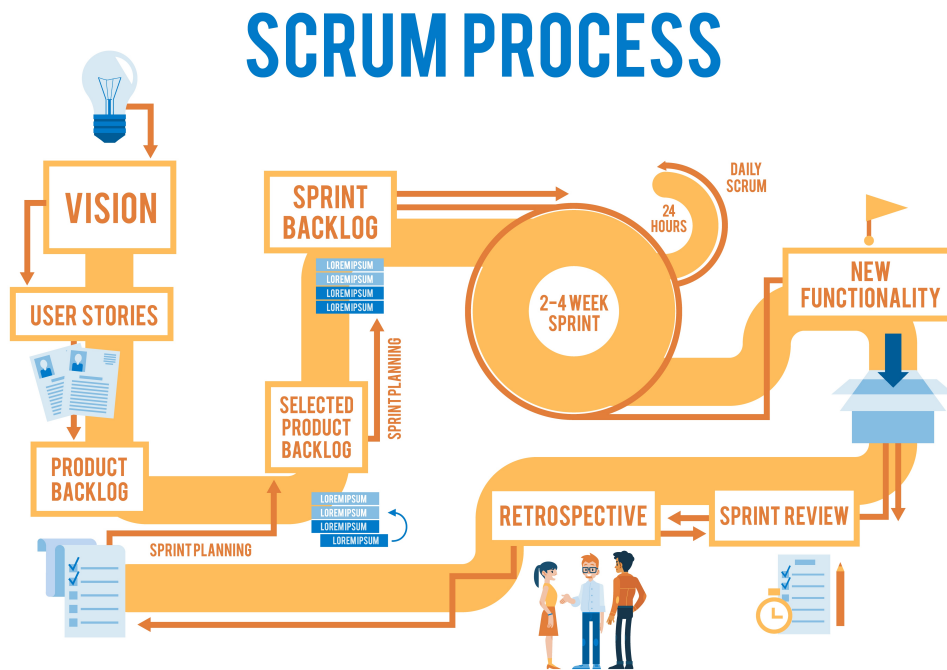 SCRUM PROCESS
VISION
USER STORIES
PRODUCT
BACKLOG
SPRINT PLANNING
SELECTED
PRODUCT
BACKLOG
SPRINT PLANNING
LOREMIPSUM
LOREMIPSUM
LOREMIPSUM
LOREMIPSUM
SPRINT
BACKLOG
LOREMIPSUM
LOREMIPSUM
LOREMIPSUM
LOREMIPSUM
2-4 WEEK
SPRINT
24
HOURS
DAILY
SCRUM
NEW
FUNCTIONALITY
SPRINT REVIEW
RETROSPECTIVE